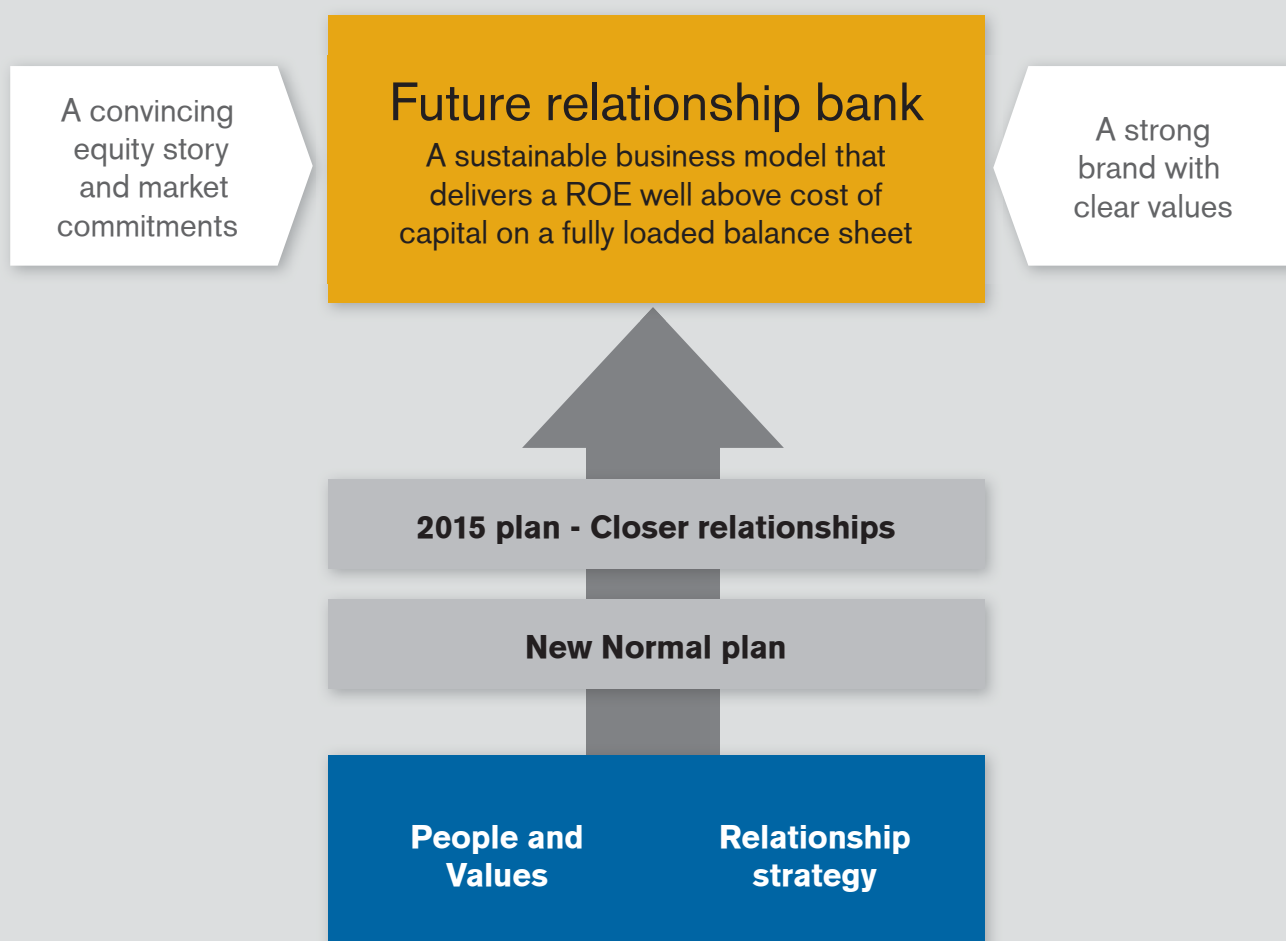 A convincing
equity story
and market
commitments
Future relationship bank
A sustainable business model that
delivers a ROE well above cost of
capital on a fully loaded balance sheet
A strong
brand with
clear values
2015 plan - Closer relationships
New Normal plan
People and
Values
Relationship
strategy